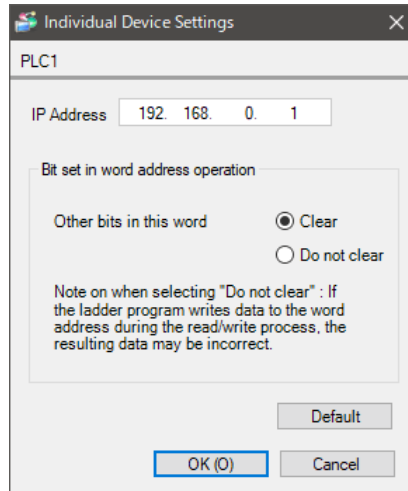 Individual Device Settings
PLC1
IP Address 192. 168. 0. 1
Bit set in word address operation
Other bits in this word Clear
Do not clear
Note on when selecting "Do not clear" : If
the ladder program writes data to the word
address during the read/write process, the
resulting data may be incorrect.
Default
OK (O) Cancel